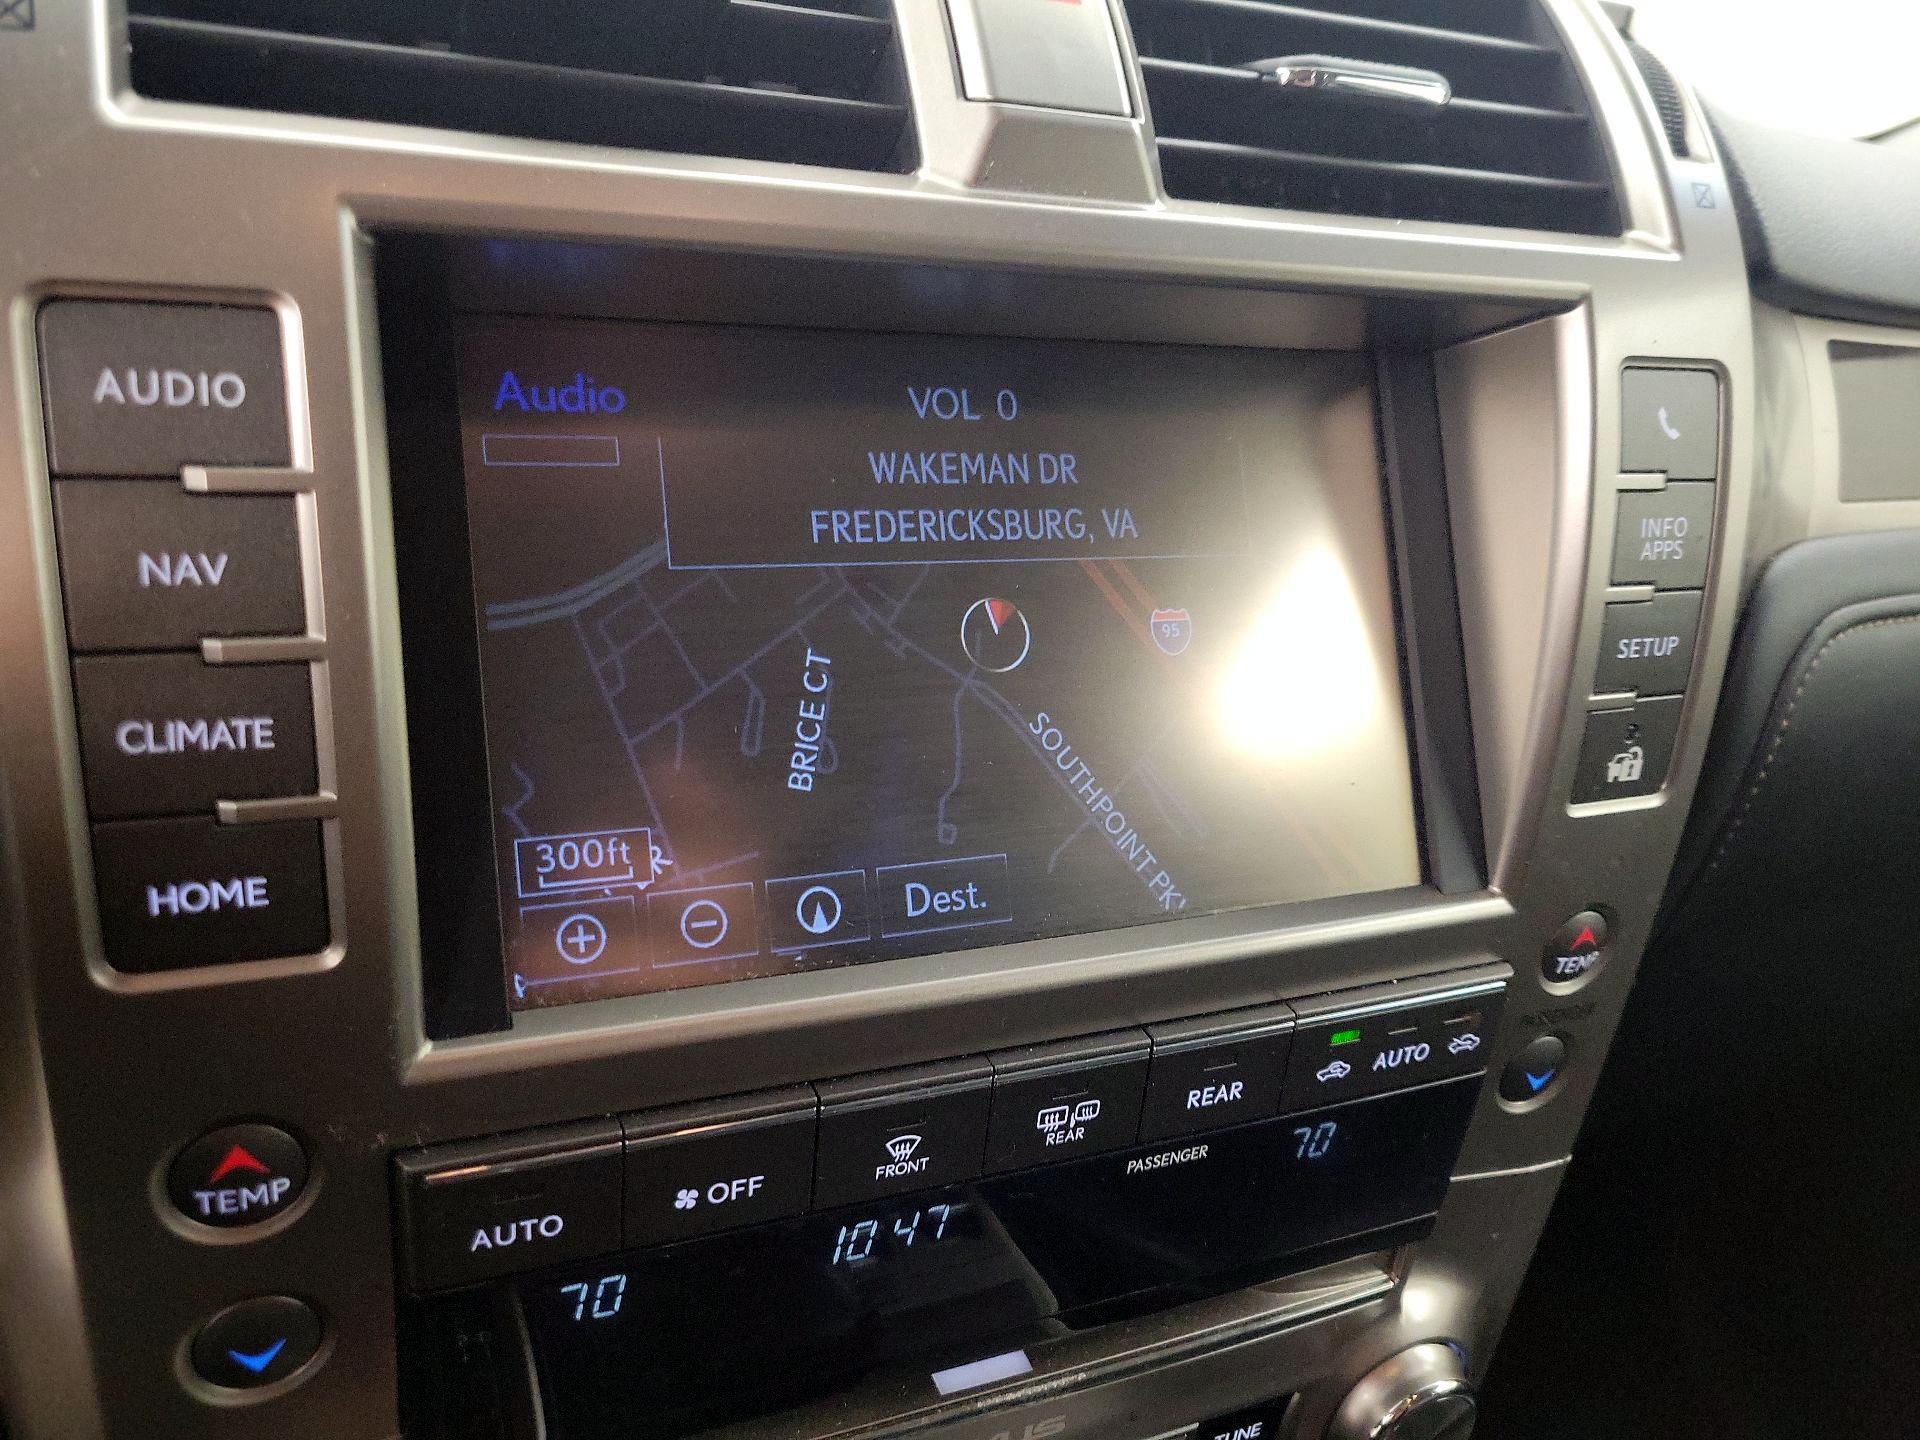 AUDIO
NAV
CLIMATE
HOME
Audio
VOL 0
WAKEMAN DR
FREDERICKSBURG, VA
95
BRICE CT
SOUTHPOINT PK
300ft
Dest.
INFO
APPS
SETUP
TEMP
TEMP
AUTO
OFF
FRONT
REAR
REAR
AUTO
PASSENGER
70
10 47
70
TUNE